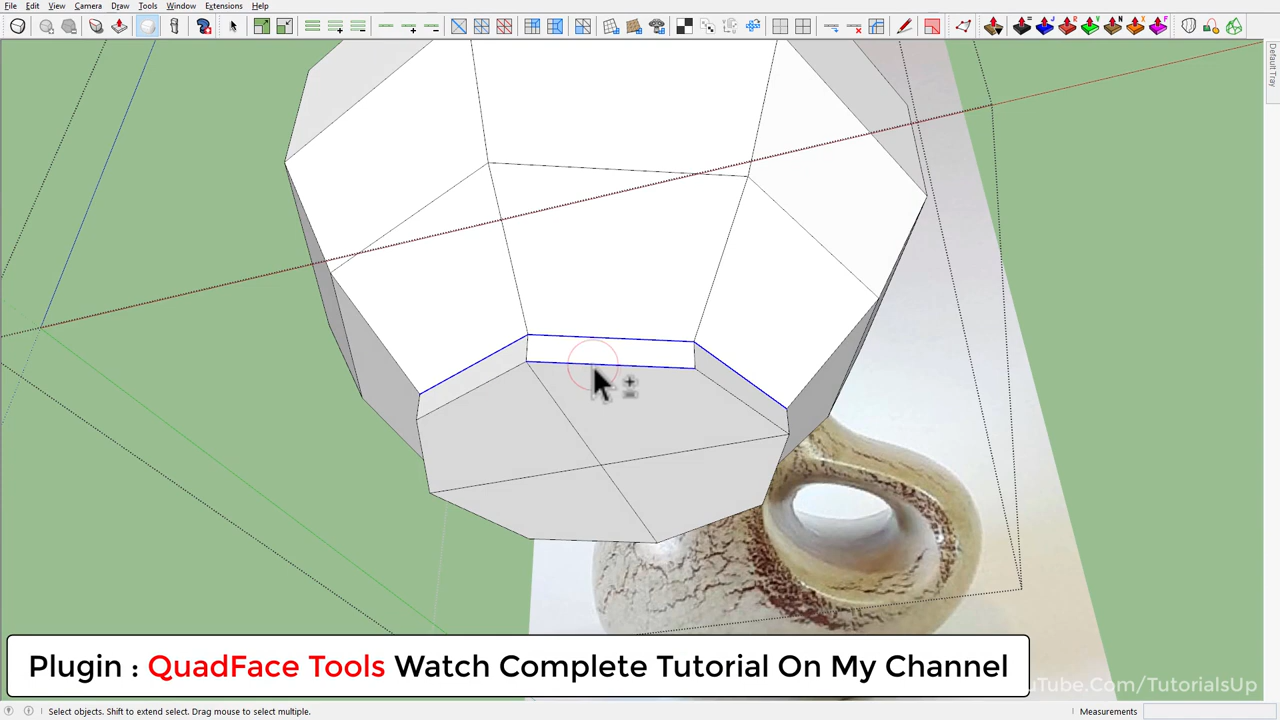 File Edit View Camera Draw Tools Window Extensions Help
Default Tray
Plugin : QuadFace Tools Watch Complete Tutorial On My Channel
uTube.Com/TutorialsUp
Select objects. Shift to extend select. Drag mouse to select multiple.
Measurements